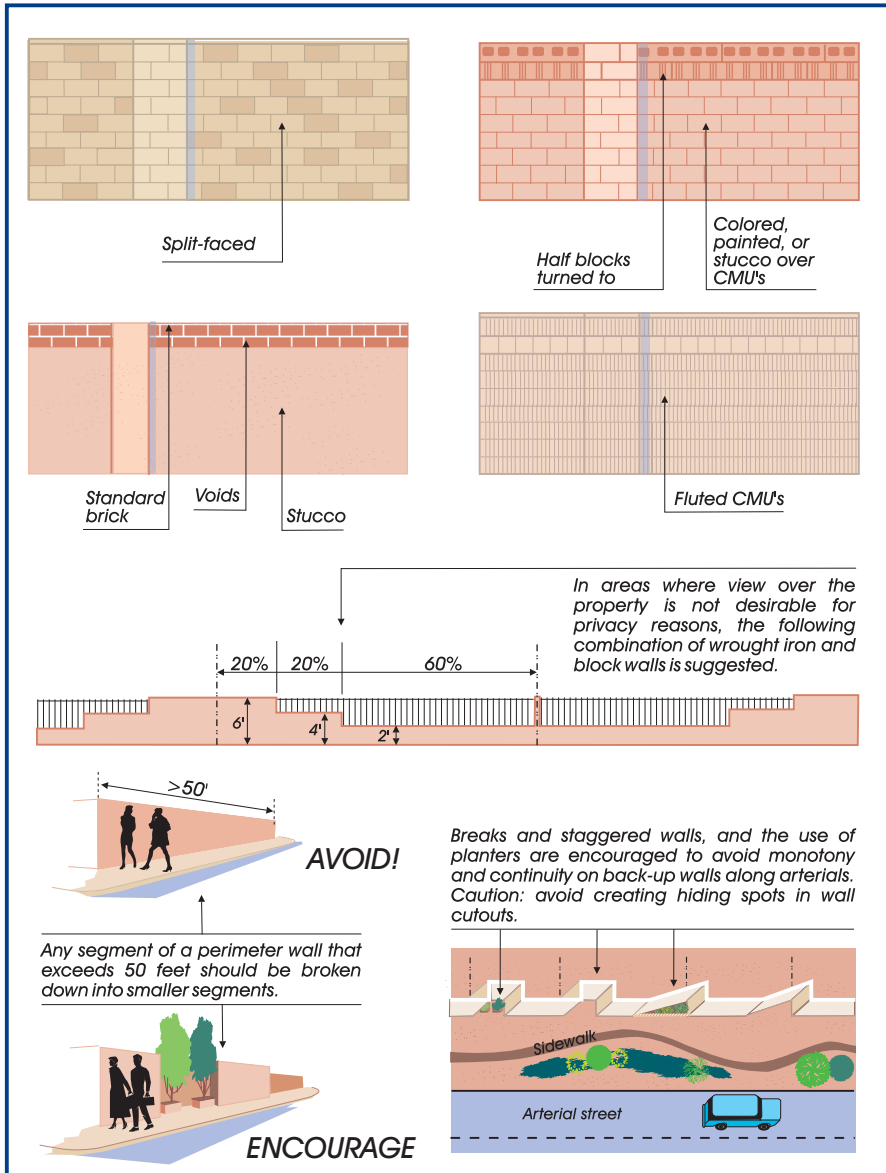 Split-faced
Half blocks
turned to
Colored,
painted, or
stucco over
CMU's
Standard
brick
Voids
Stucco
Fluted CMU's
In areas where view over the
property is not desirable for
privacy reasons, the following
combination of wrought iron and
block walls is suggested.
20% 20% 60%
6' 4' 2'
>50'
AVOID!
Any segment of a perimeter wall that
exceeds 50 feet should be broken
down into smaller segments.
ENCOURAGE
Breaks and staggered walls, and the use of
planters are encouraged to avoid monotony
and continuity on back-up walls along arterials.
Caution: avoid creating hiding spots in wall
cutouts.
Sidewalk
Arterial street